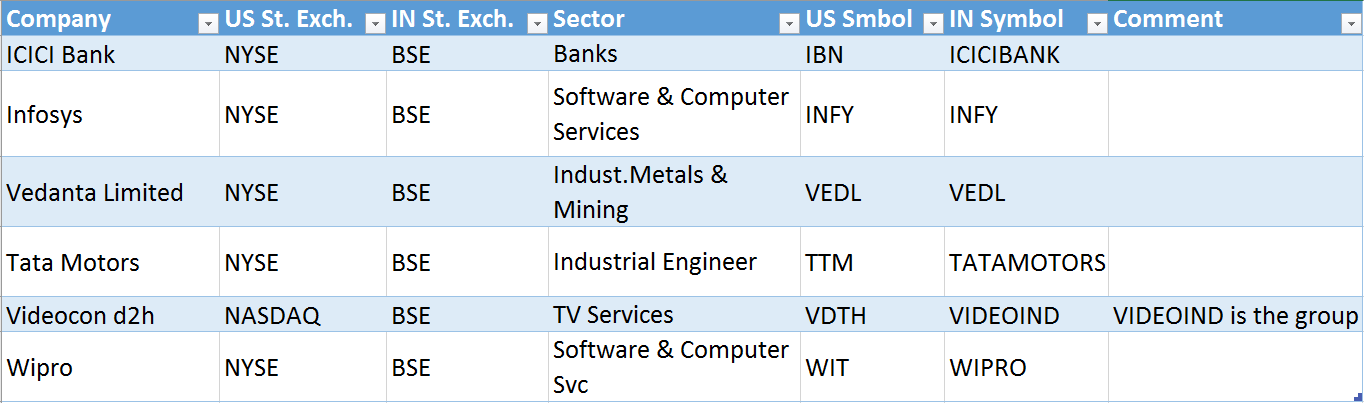 Company US St. Exch. IN St. Exch. Sector US Smbol IN Symbol Comment
ICICI Bank NYSE BSE Banks IBN ICICIBANK
Infosys NYSE BSE Software & Computer
Services INFY INFY
Vedanta Limited NYSE BSE Indust.Metals &
Mining VEDL VEDL
Tata Motors NYSE BSE Industrial Engineer TTM TATAMOTORS
Videocon d2h NASDAQ BSE TV Services VDTH VIDEOIND VIDEOIND is the group
Wipro NYSE BSE Software & Computer
Svc WIT WIPRO